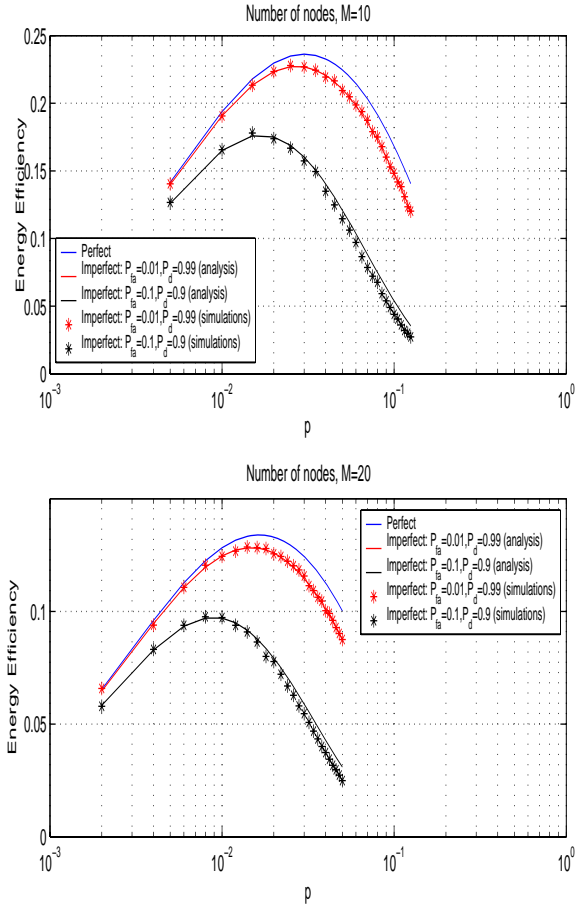 Number of nodes, M=10
0.25
0.2
0.15
0.1
0.05
0
Energy Efficiency
Perfect
Imperfect: P_fa=0.01,P_d=0.99 (analysis)
Imperfect: P_fa=0.1,P_d=0.9 (analysis)
Imperfect: P_fa=0.01,P_d=0.99 (simulations)
Imperfect: P_fa=0.1,P_d=0.9 (simulations)
10^−3 10^−2 10^−1 10^0
p
Number of nodes, M=20
0.1
0.05
0
Energy Efficiency
Perfect
Imperfect: P_fa=0.01,P_d=0.99 (analysis)
Imperfect: P_fa=0.1,P_d=0.9 (analysis)
Imperfect: P_fa=0.01,P_d=0.99 (simulations)
Imperfect: P_fa=0.1,P_d=0.9 (simulations)
10^−3 10^−2 10^−1 10^0
p